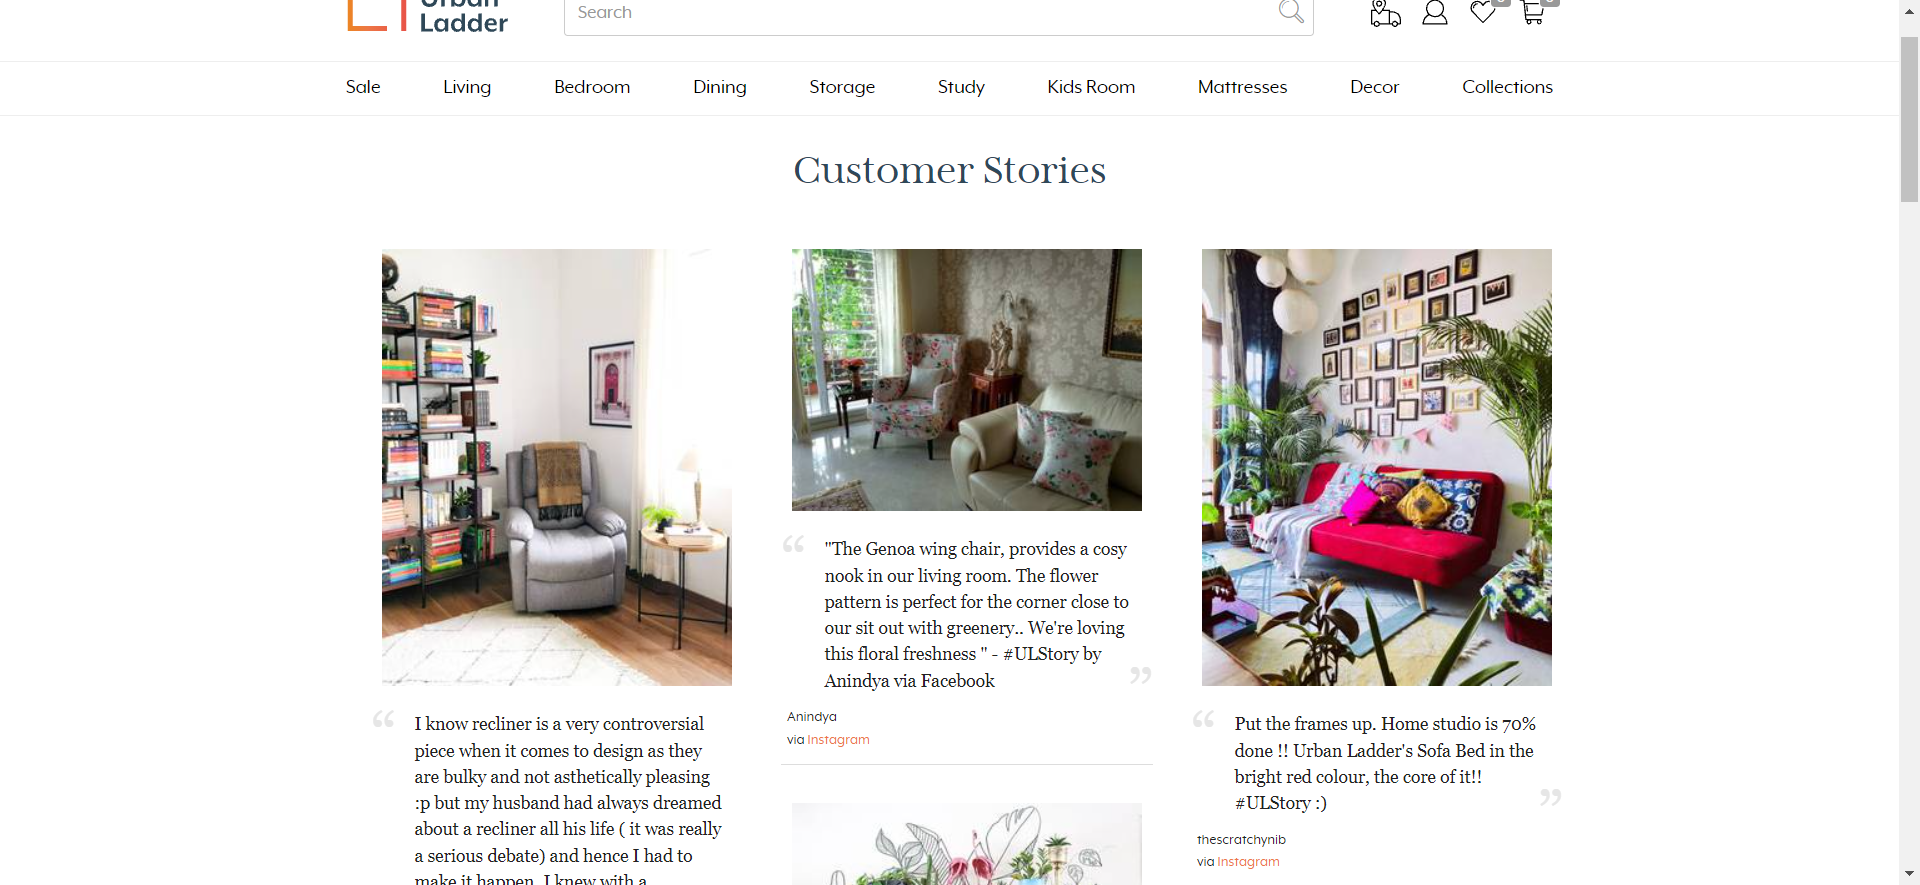 Urban
Ladder
Search
Sale Living Bedroom Dining Storage Study Kids Room Mattresses Decor Collections
Customer Stories
“
I know recliner is a very controversial
piece when it comes to design as they
are bulky and not asthetically pleasing
:p but my husband had always dreamed
about a recliner all his life ( it was really
a serious debate) and hence I had to
make it happen. I knew with a
“
"The Genoa wing chair, provides a cosy
nook in our living room. The flower
pattern is perfect for the corner close to
our sit out with greenery.. We're loving
this floral freshness " - #ULStory by
Anindya via Facebook
”
Anindya
via Instagram
“
Put the frames up. Home studio is 70%
done !! Urban Ladder's Sofa Bed in the
bright red colour, the core of it!!
#ULStory :)
”
thescratchynib
via Instagram